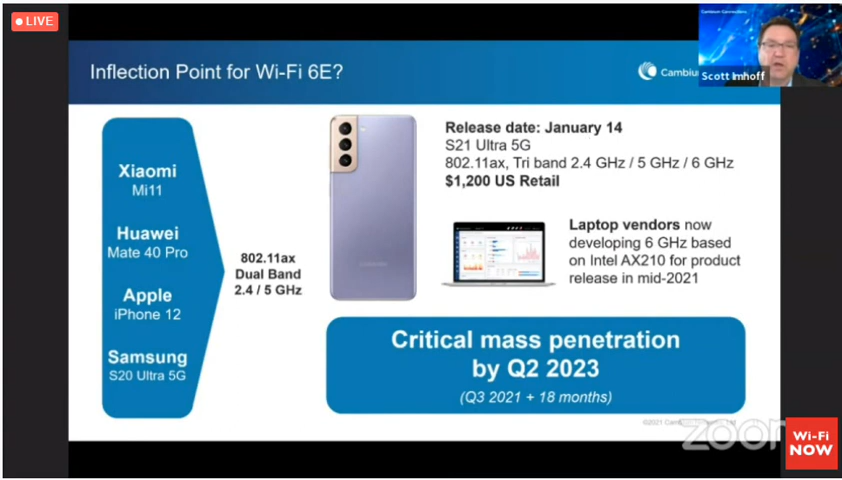 LIVE
Cambium Connections
Scott Imhoff
Inflection Point for Wi-Fi 6E?
Xiaomi
Mi11
Huawei
Mate 40 Pro
Apple
iPhone 12
Samsung
S20 Ultra 5G
802.11ax
Dual Band
2.4 / 5 GHz
SAMSUNG
Release date: January 14
S21 Ultra 5G
802.11ax, Tri band 2.4 GHz / 5 GHz / 6 GHz
$1,200 US Retail
Laptop vendors now
developing 6 GHz based
on Intel AX210 for product
release in mid-2021
Critical mass penetration
by Q2 2023
(Q3 2021 + 18 months)
zoom
Wi-Fi
NOW